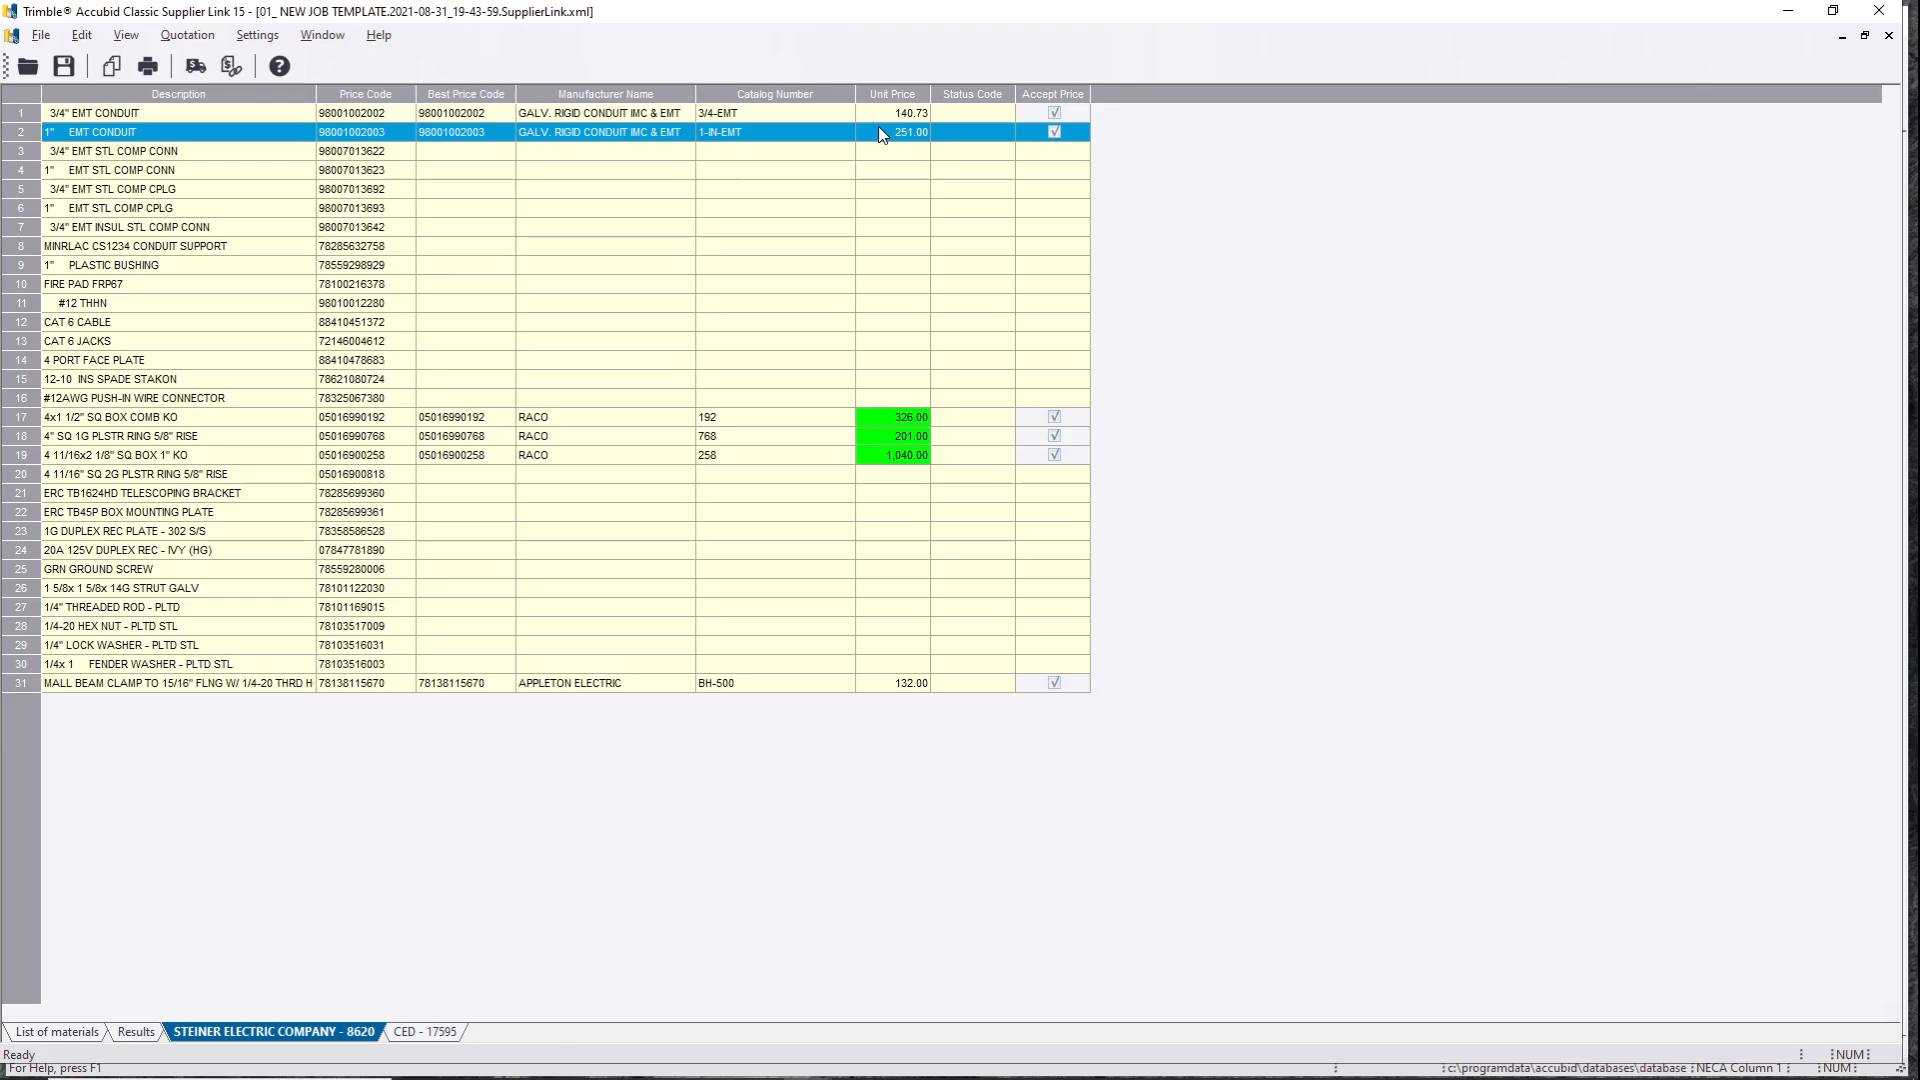 Trimble® Accubid Classic Supplier Link 15 - [01_ NEW JOB TEMPLATE.2021-08-31_19-43-59.SupplierLink.xml]
File Edit View Quotation Settings Window Help
Description Price Code Best Price Code Manufacturer Name Catalog Number Unit Price Status Code Accept Price
1 3/4" EMT CONDUIT 98001002002 98001002002 GALV. RIGID CONDUIT IMC & EMT 3/4-EMT 140.73
2 1" EMT CONDUIT 98001002003 98001002003 GALV. RIGID CONDUIT IMC & EMT 1-IN-EMT 251.00
3 3/4" EMT STL COMP CONN 98007013622
4 1" EMT STL COMP CONN 98007013623
5 3/4" EMT STL COMP CPLG 98007013692
6 1" EMT STL COMP CPLG 98007013693
7 3/4" EMT INSUL STL COMP CONN 98007013642
8 MINRLAC CS1234 CONDUIT SUPPORT 78285632758
9 1" PLASTIC BUSHING 78559298929
10 FIRE PAD FRP67 78100216378
11 #12 THHN 98010012280
12 CAT 6 CABLE 88410451372
13 CAT 6 JACKS 72146004612
14 4 PORT FACE PLATE 88410478683
15 12-10 INS SPADE STAKON 78621080724
16 #12AWG PUSH-IN WIRE CONNECTOR 78325067380
17 4x1 1/2" SQ BOX COMB KO 05016990192 05016990192 RACO 192 326.00
18 4" SQ 1G PLSTR RING 5/8" RISE 05016990768 05016990768 RACO 768 201.00
19 4 11/16x2 1/8" SQ BOX 1" KO 05016900258 05016900258 RACO 258 1,040.00
20 4 11/16" SQ 2G PLSTR RING 5/8" RISE 05016900818
21 ERC TB1624HD TELESCOPING BRACKET 78285699360
22 ERC TB45P BOX MOUNTING PLATE 78285699361
23 1G DUPLEX REC PLATE - 302 S/S 78358586528
24 20A 125V DUPLEX REC - IVY (HG) 07847781890
25 GRN GROUND SCREW 78559280006
26 1 5/8x 1 5/8x 14G STRUT GALV 78101122030
27 1/4" THREADED ROD - PLTD 78101169015
28 1/4-20 HEX NUT - PLTD STL 78103517009
29 1/4" LOCK WASHER - PLTD STL 78103516031
30 1/4x 1 FENDER WASHER - PLTD STL 78103516003
31 MALL BEAM CLAMP TO 15/16" FLNG W/ 1/4-20 THRD H 78138115670 78138115670 APPLETON ELECTRIC BH-500 132.00
List of materials Results STEINER ELECTRIC COMPANY - 8620 CED - 17595
Ready NUM
For Help, press F1 c:\programdata\accubid\databases\database NECA Column 1 NUM